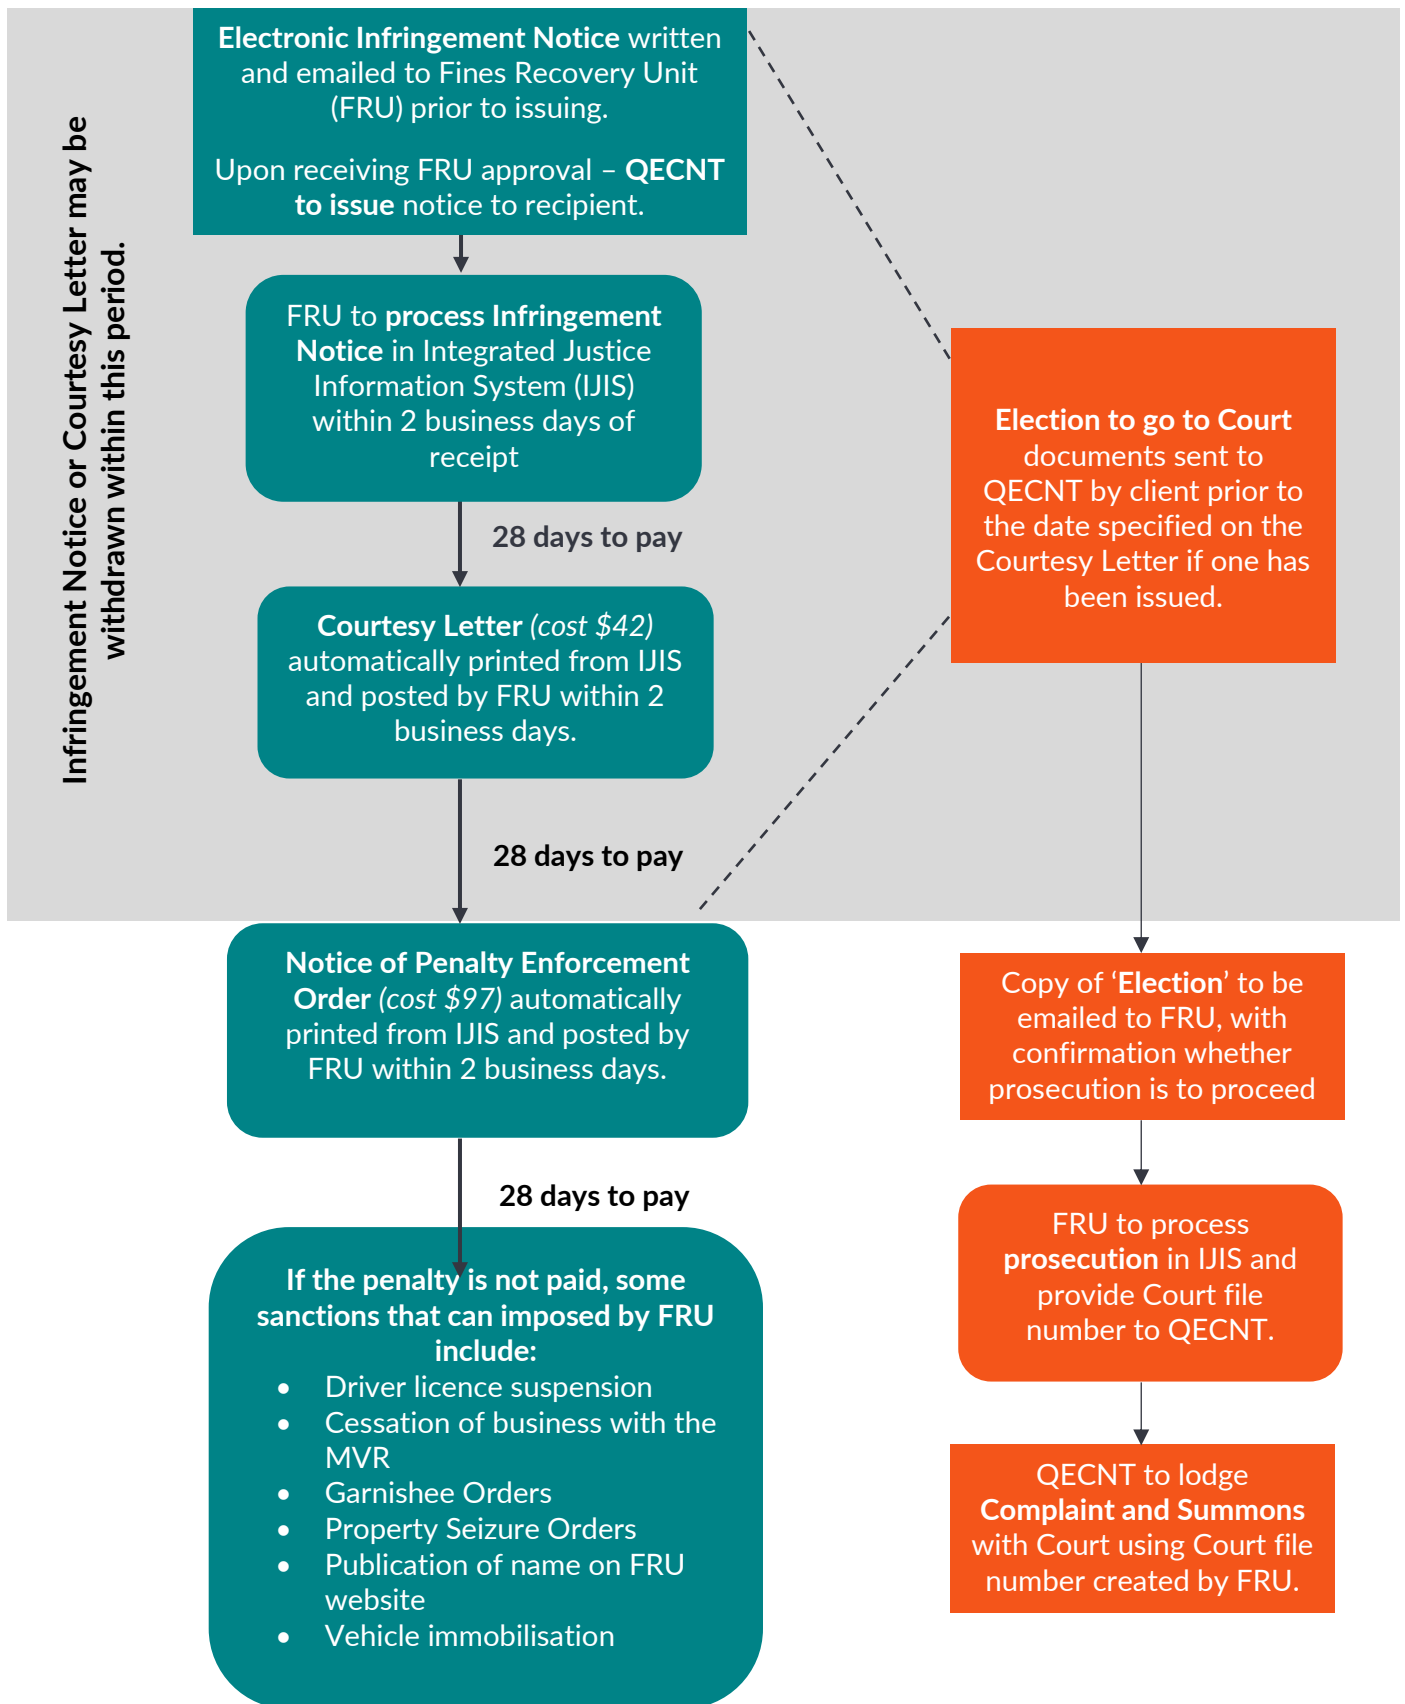 Infringement Notice or Courtesy Letter may be
withdrawn within this period.
Electronic Infringement Notice written
and emailed to Fines Recovery Unit
(FRU) prior to issuing.
Upon receiving FRU approval – QECNT
to issue notice to recipient.
FRU to process Infringement
Notice in Integrated Justice
Information System (IJIS)
within 2 business days of
receipt
28 days to pay
Courtesy Letter (cost $42)
automatically printed from IJIS
and posted by FRU within 2
business days.
28 days to pay
Notice of Penalty Enforcement
Order (cost $97) automatically
printed from IJIS and posted by
FRU within 2 business days.
28 days to pay
If the penalty is not paid, some
sanctions that can imposed by FRU
include:
• Driver licence suspension
• Cessation of business with the
MVR
• Garnishee Orders
• Property Seizure Orders
• Publication of name on FRU
website
• Vehicle immobilisation
Election to go to Court
documents sent to
QECNT by client prior to
the date specified on the
Courtesy Letter if one has
been issued.
Copy of ‘Election’ to be
emailed to FRU, with
confirmation whether
prosecution is to proceed
FRU to process
prosecution in IJIS and
provide Court file
number to QECNT.
QECNT to lodge
Complaint and Summons
with Court using Court file
number created by FRU.